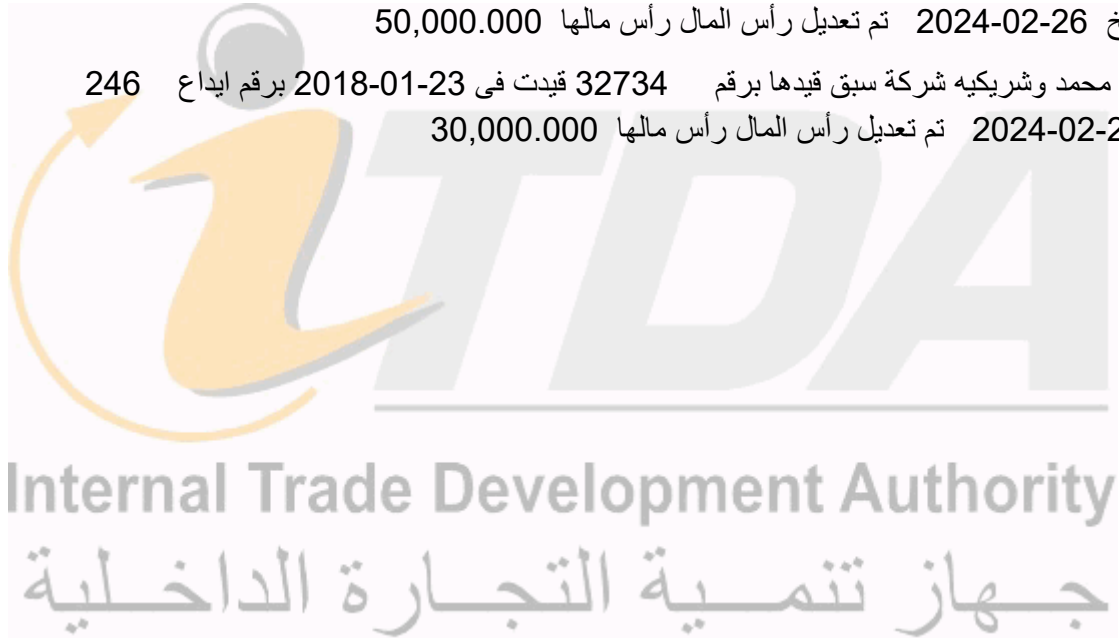 خ 26-02-2024 تم تعديل رأس المال رأس مالها 50,000.000
محمد وشريكيه شركة سبق قيدها برقم 32734 قيدت فى 23-01-2018 برقم ايداع 246
2024-02-2 تم تعديل رأس المال رأس مالها 30,000.000
iTDA
Internal Trade Development Authority
جهاز تنمية التجارة الداخلية